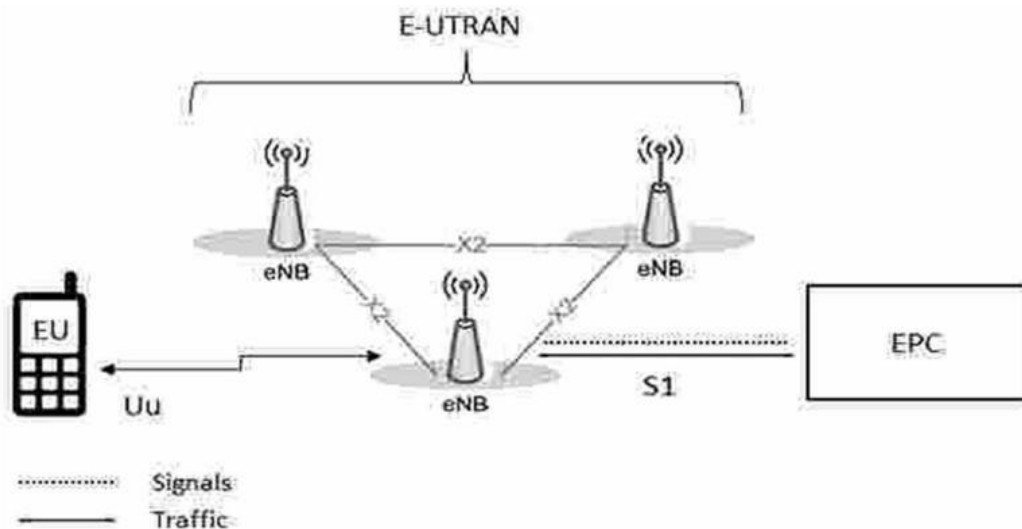 E-UTRAN
X2
eNB
eNB
X2
X2
EU
EPC
Uu
eNB
S1
Signals
Traffic